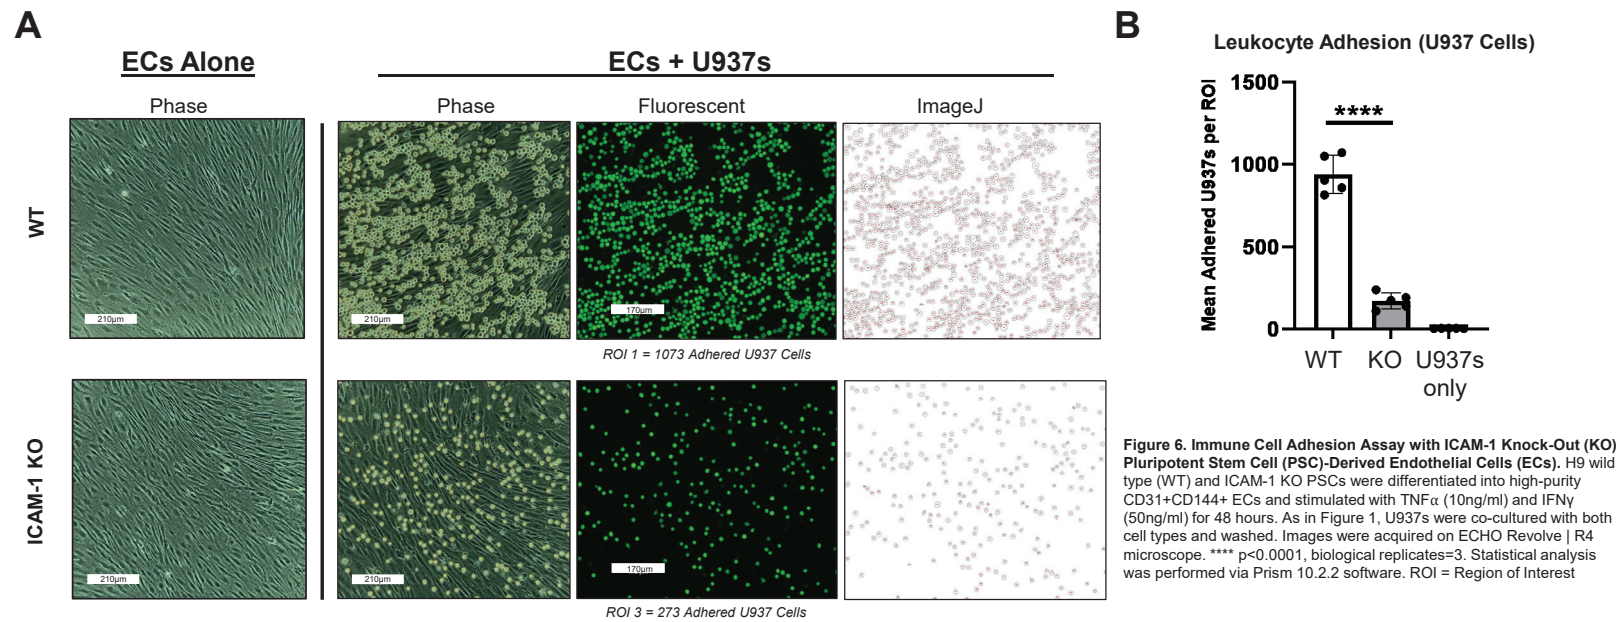 A
ECs Alone
ECs + U937s
Phase
Phase
Fluorescent
ImageJ
WT
210µm
210µm
170µm
ROI 1 = 1073 Adhered U937 Cells
ICAM-1 KO
210µm
210µm
170µm
ROI 3 = 273 Adhered U937 Cells
B
Leukocyte Adhesion (U937 Cells)
Mean Adhered U937s per ROI
1500
1000
500
0
****
WT
KO
U937s
only
Figure 6. Immune Cell Adhesion Assay with ICAM-1 Knock-Out (KO)
Pluripotent Stem Cell (PSC)-Derived Endothelial Cells (ECs). H9 wild
type (WT) and ICAM-1 KO PSCs were differentiated into high-purity
CD31+CD144+ ECs and stimulated with TNFα (10ng/ml) and IFNγ
(50ng/ml) for 48 hours. As in Figure 1, U937s were co-cultured with both
cell types and washed. Images were acquired on ECHO Revolve | R4
microscope. **** p<0.0001, biological replicates=3. Statistical analysis
was performed via Prism 10.2.2 software. ROI = Region of Interest